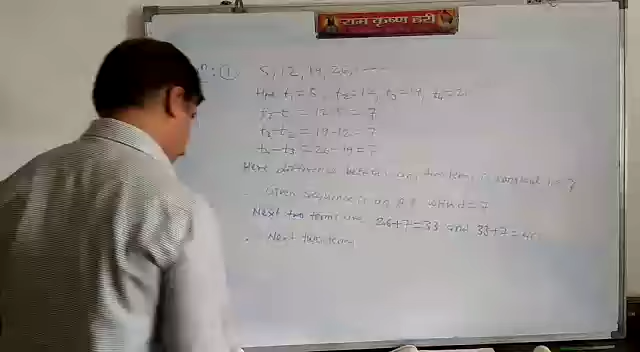 राम कृष्ण हरी
① 5, 12, 19, 26, ----
Here t₁ = 5, t₂ = 12, t₃ = 19, t₄ = 26
t₂-t₁ = 12-5 = 7
t₃-t₂ = 19-12 = 7
t₄-t₃ = 26-19 = 7
Here difference between any two terms is constant i.e. 7
Given sequence is an A.P. with d = 7
Next two terms are 26+7=33 and 33+7=40
Next two terms